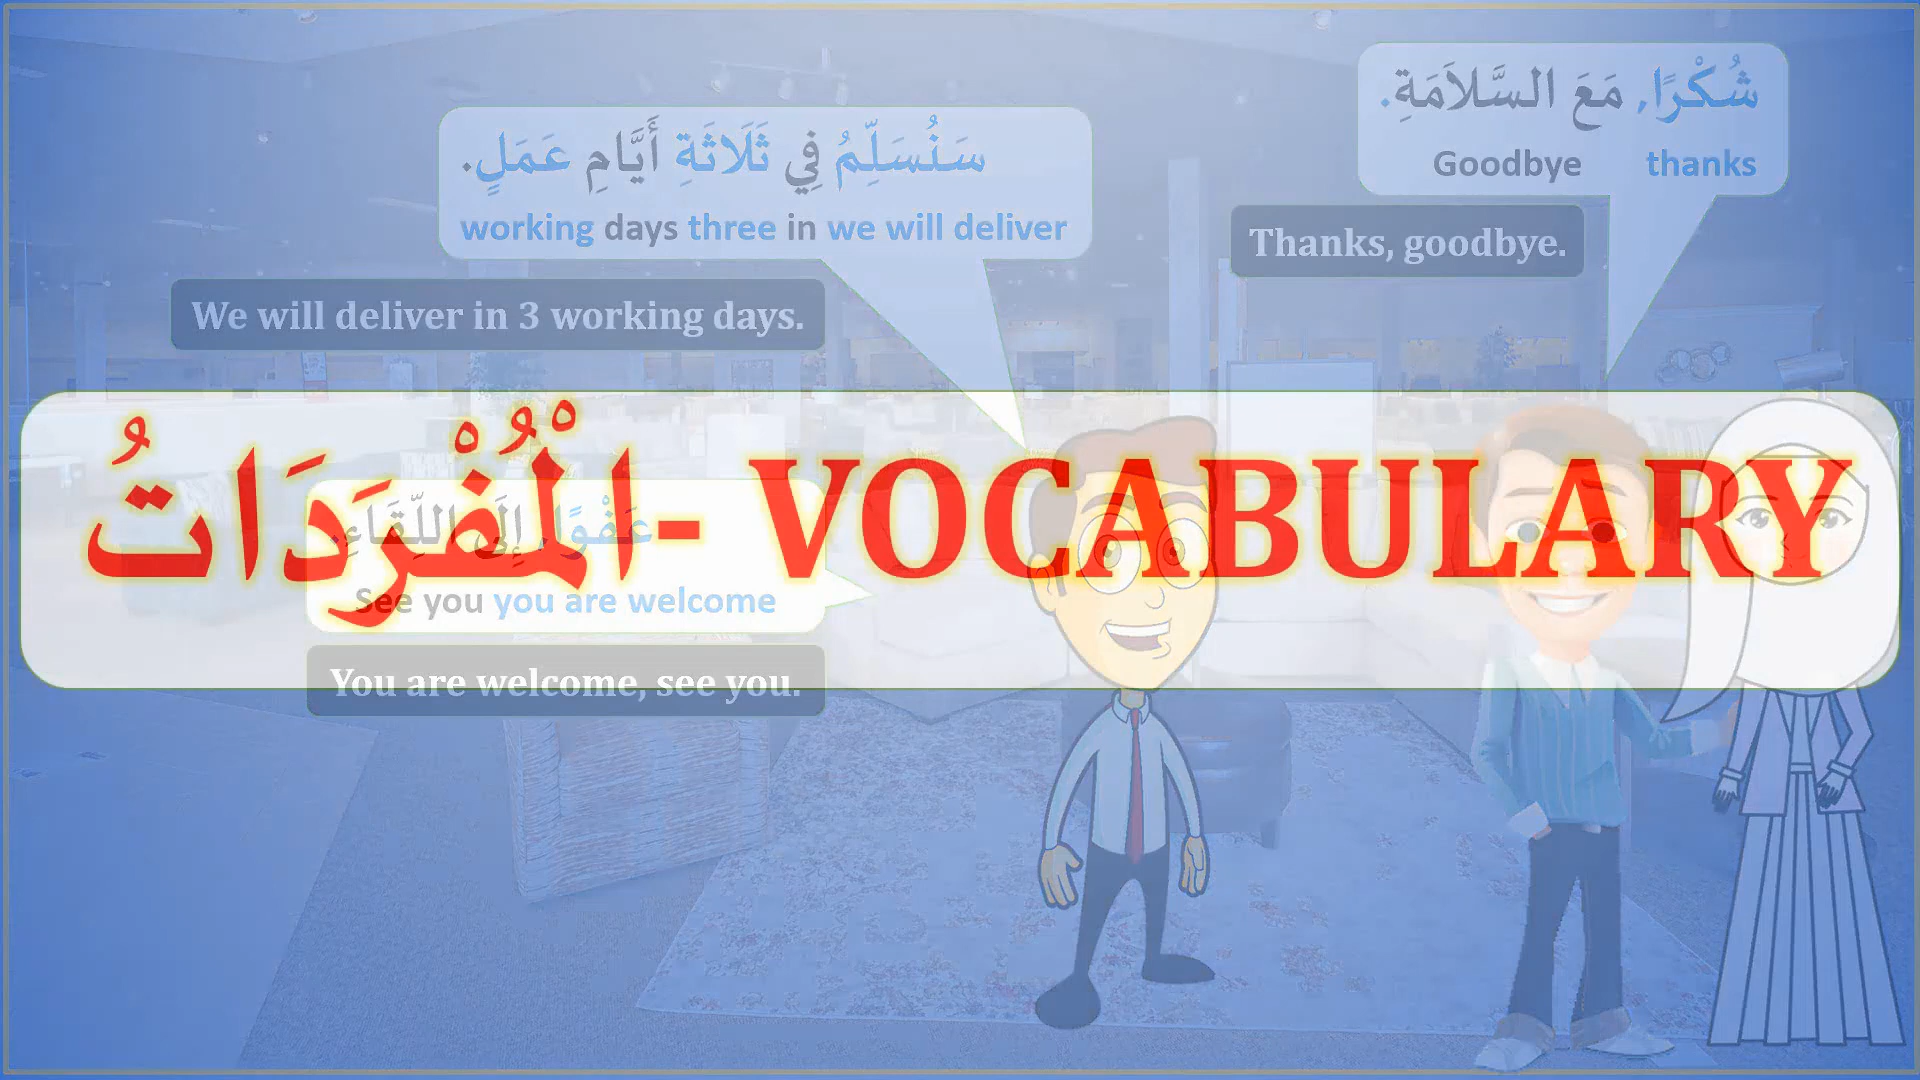 شُكْرًا, مَعَ السَّلاَمَةِ.
Goodbye thanks
Thanks, goodbye.
سَنُسَلِّمُ فِي ثَلَاثَةِ أَيَّامِ عَمَلٍ.
working days three in we will deliver
We will deliver in 3 working days.
الْمُفْرَدَاتُ - VOCABULARY
عَفْوًا, إِلَى اللِّقَاءِ.
See you you are welcome
You are welcome, see you.